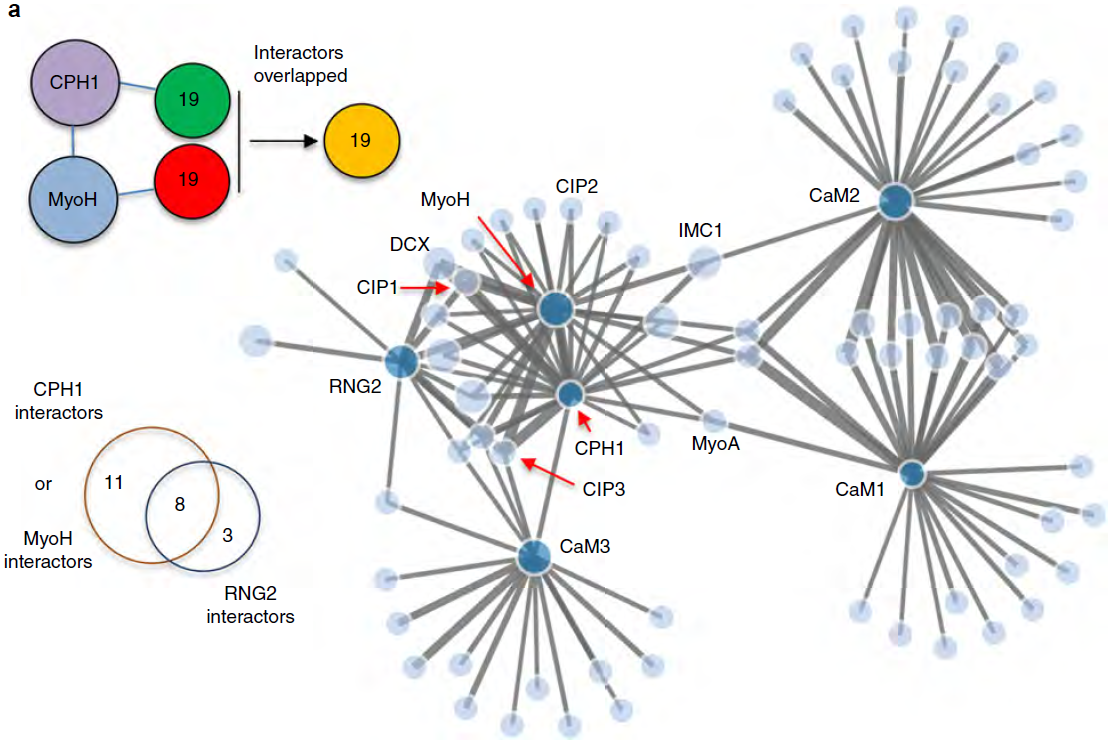 a
CPH1
19
Interactors
overlapped
19
MyoH
19
CIP2
MyoH
DCX
IMC1
CIP1
CaM2
RNG2
CPH1
MyoA
CIP3
CaM1
CaM3
CPH1
interactors
or
11
8
3
MyoH
interactors
RNG2
interactors